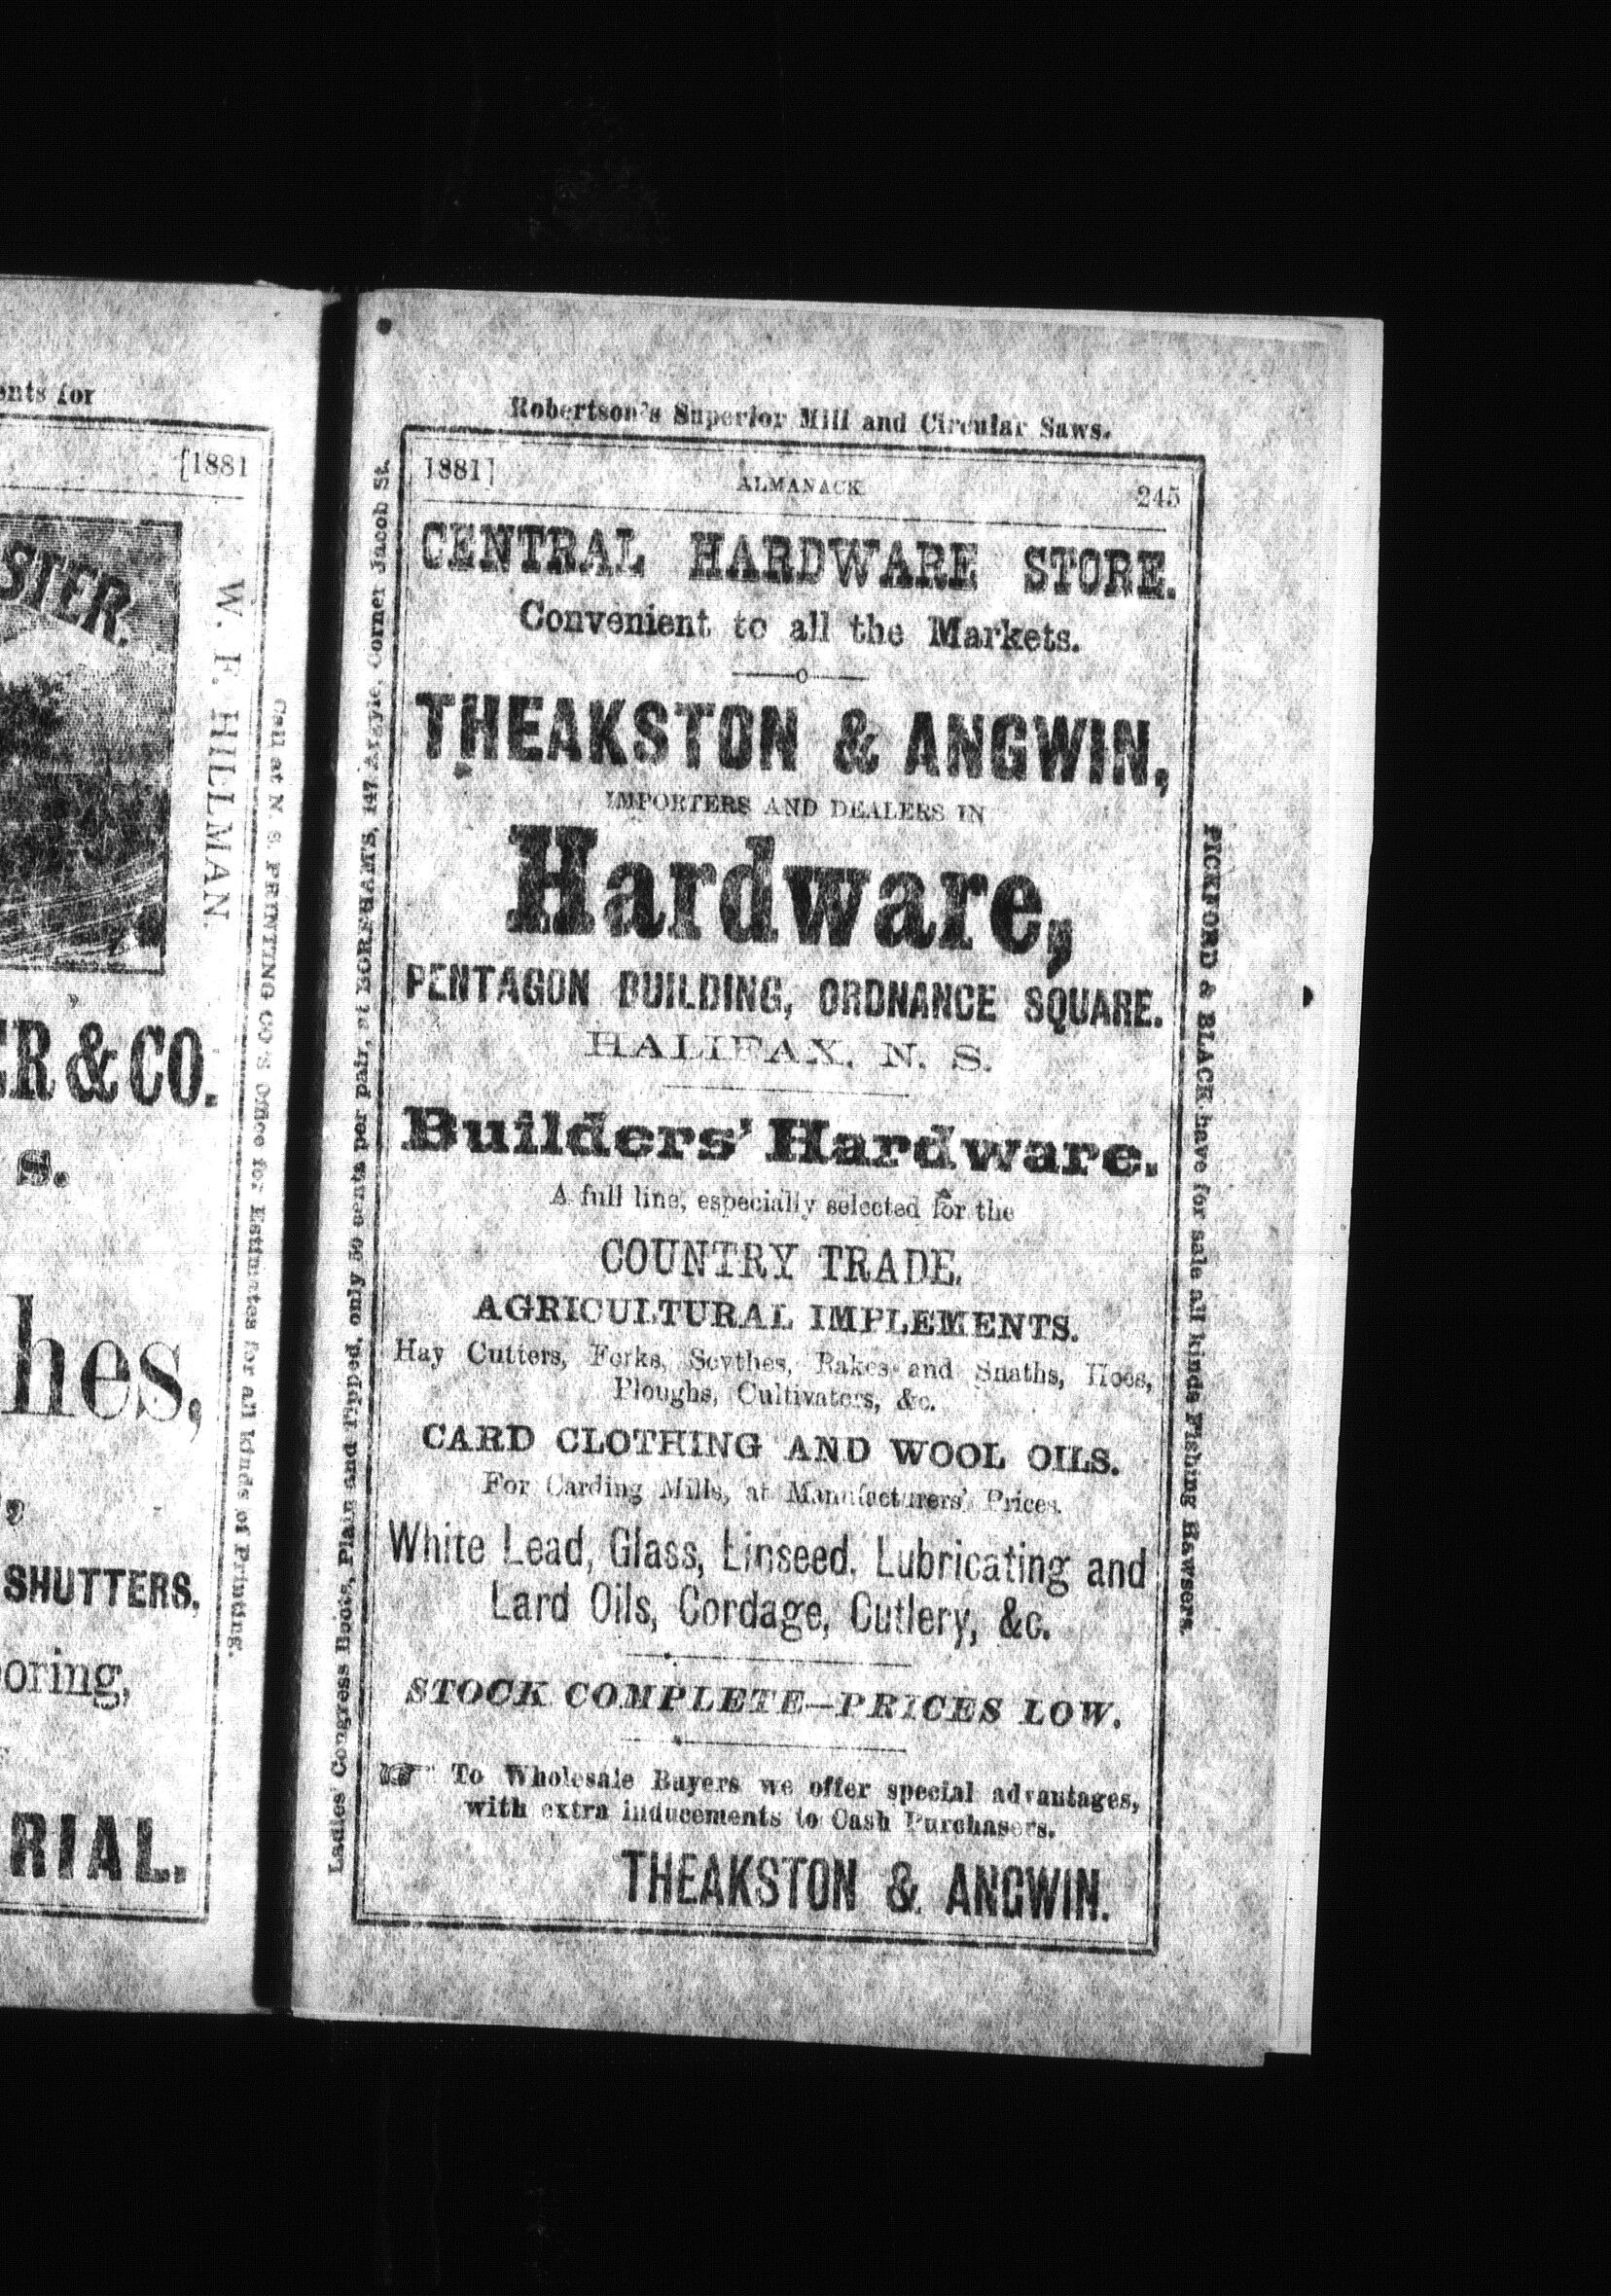 ents for
[1881
STER.
W. F. HILLMAN.
ER & CO.
s.
hes,
SHUTTERS,
oring,
RIAL.
Call at N. S. PRINTING CO'S Office for Estimates for all kinds of Printing.
Ladies' Congress Boots, Plain and Tipped, only 50 cents per pair, at BOREHAM'S, 147 Argyle, Corner Jacob St.
Robertson's Superior Mill and Circular Saws.
1881] ALMANACK 245
CENTRAL HARDWARE STORE.
Convenient to all the Markets.
THEAKSTON & ANGWIN,
IMPORTERS AND DEALERS IN
Hardware,
PENTAGON BUILDING, ORDNANCE SQUARE.
HALIFAX, N. S.
Builders' Hardware.
A full line, especially selected for the
COUNTRY TRADE.
AGRICULTURAL IMPLEMENTS.
Hay Cutters, Forks, Scythes, Rakes and Snaths, Hoes,
Ploughs, Cultivators, &c.
CARD CLOTHING AND WOOL OILS.
For Carding Mills, at Manufacturers' Prices.
White Lead, Glass, Linseed, Lubricating and
Lard Oils, Cordage, Cutlery, &c.
STOCK COMPLETE—PRICES LOW.
☞ To Wholesale Buyers we offer special advantages,
with extra inducements to Cash Purchasers.
THEAKSTON & ANGWIN.
PICKFORD & BLACK have for sale all kinds Fishing Hawsers.